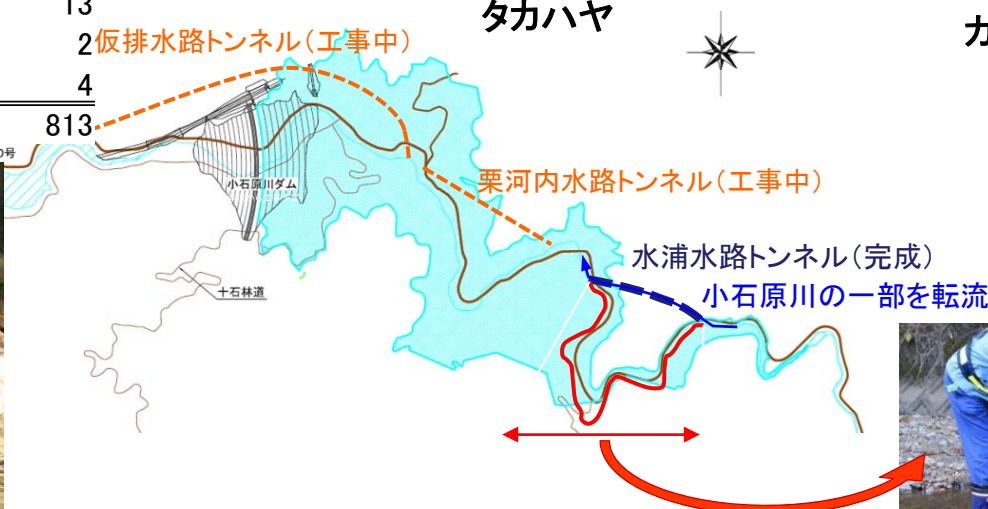 13
タカハヤ
カ
2
仮排水路トンネル（工事中）
4
813
0号
小石原川ダム
栗河内水路トンネル（工事中）
水浦水路トンネル（完成）
十石林道
小石原川の一部を転流